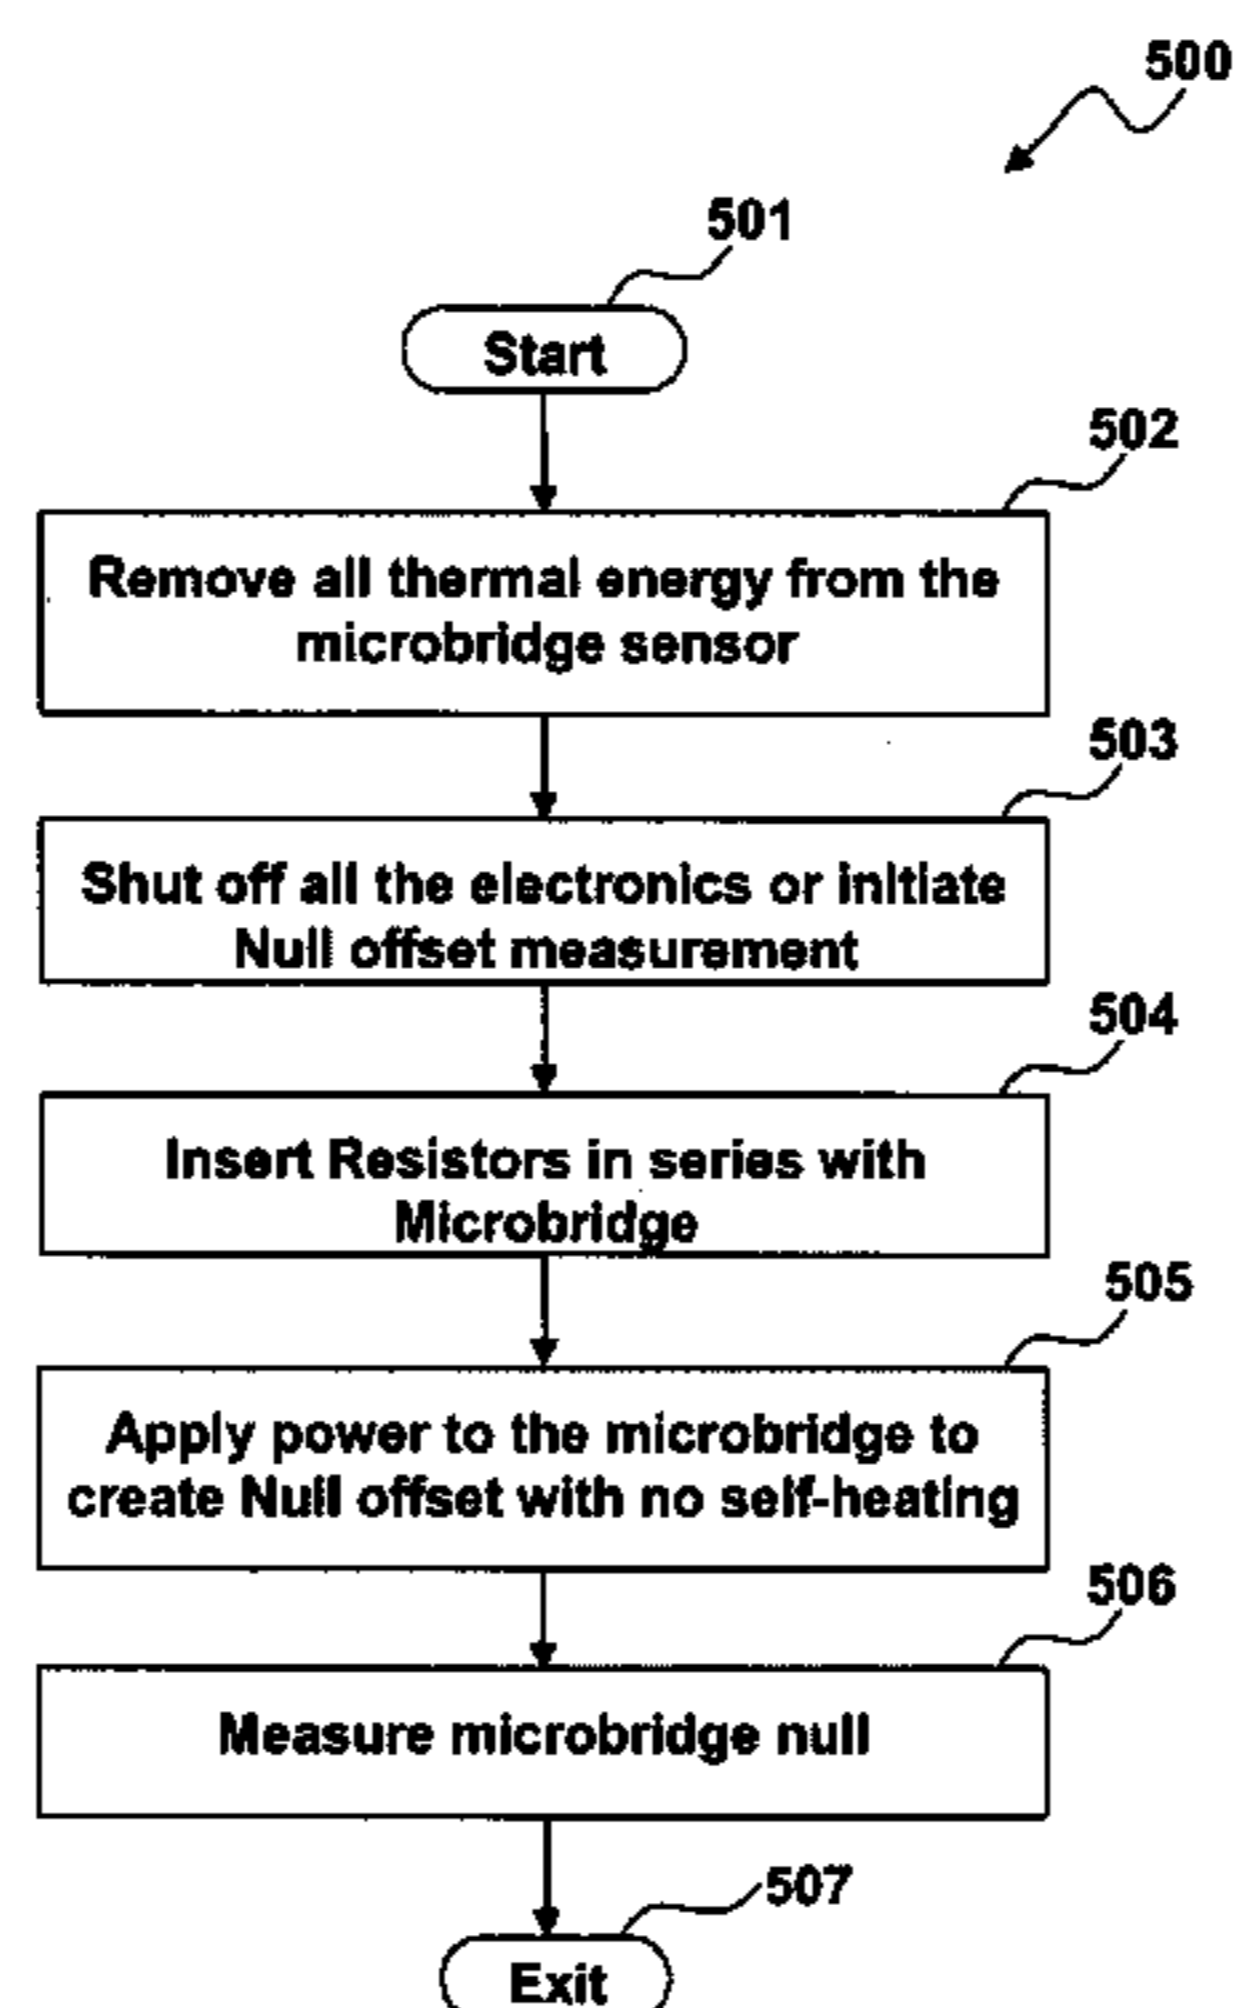 500
501
Start
502
Remove all thermal energy from the
microbridge sensor
503
Shut off all the electronics or initiate
Null offset measurement
504
Insert Resistors in series with
Microbridge
505
Apply power to the microbridge to
create Null offset with no self-heating
506
Measure microbridge null
507
Exit